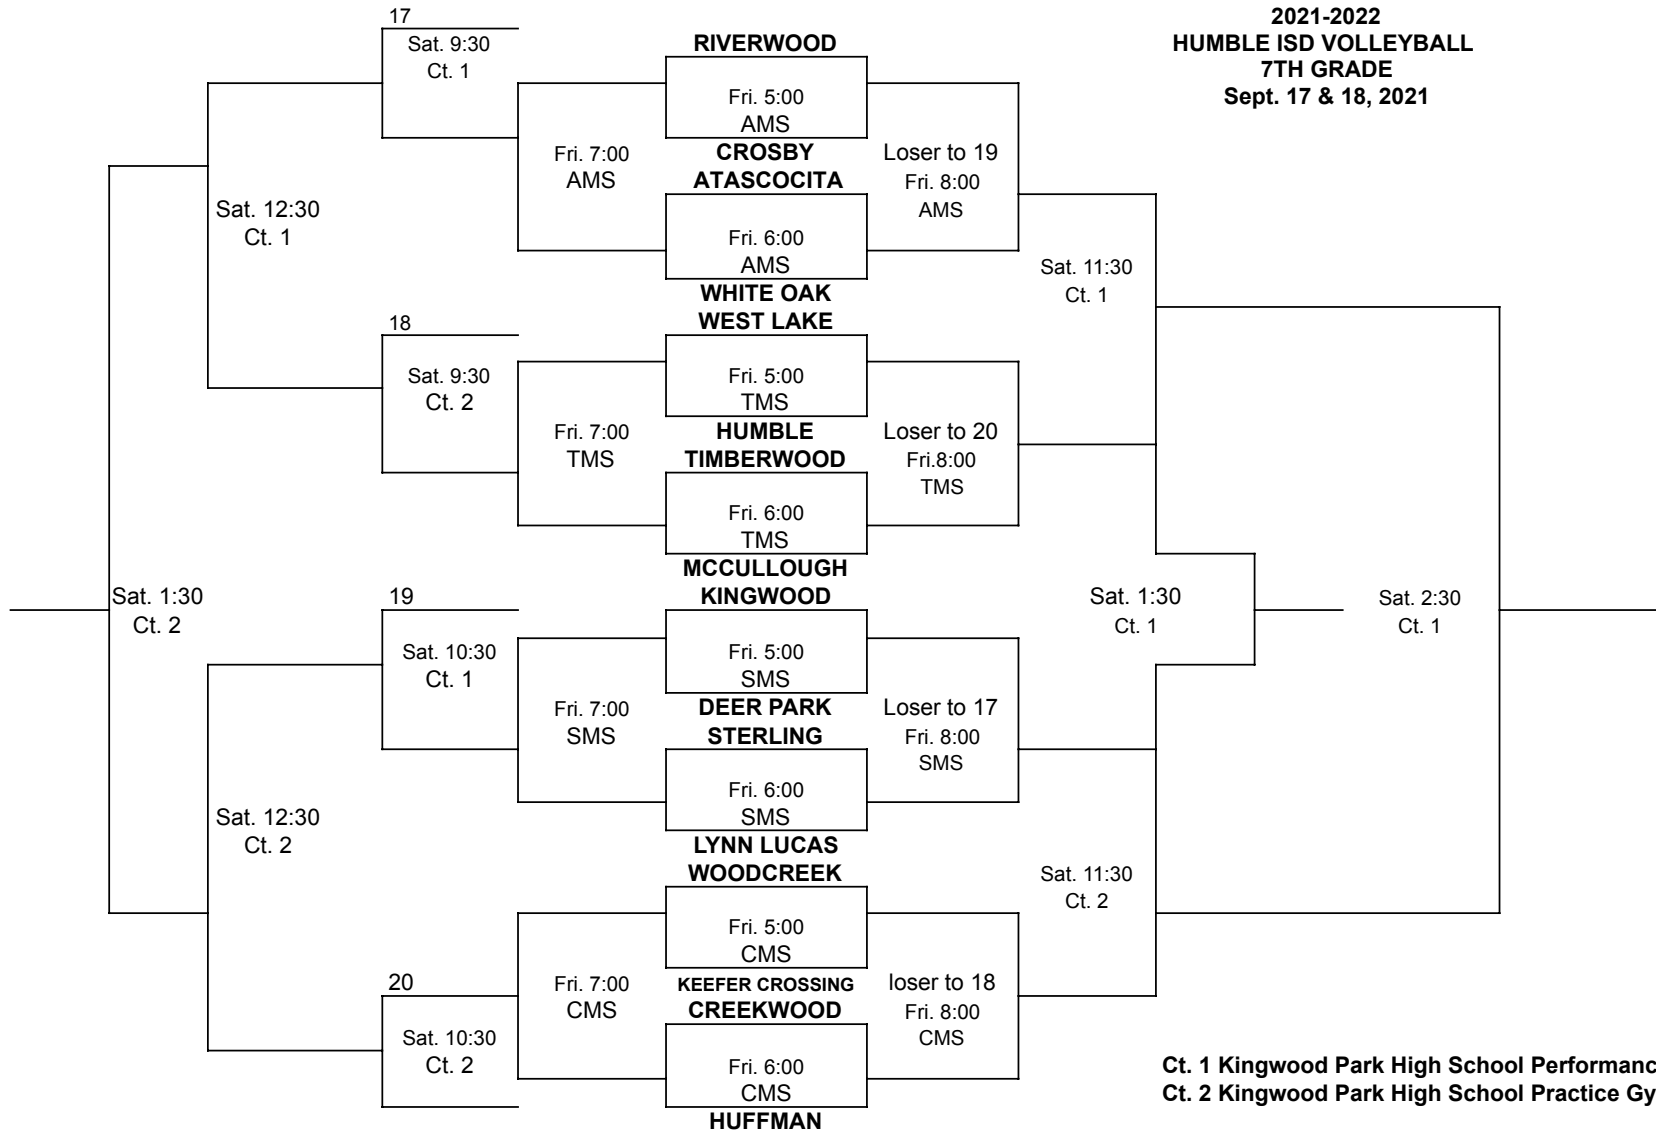 2021-2022
HUMBLE ISD VOLLEYBALL
7TH GRADE
Sept. 17 & 18, 2021
17
Sat. 9:30
Ct. 1
RIVERWOOD
Fri. 5:00
AMS
CROSBY
Fri. 7:00
AMS
Loser to 19
Fri. 8:00
AMS
ATASCOCITA
Fri. 6:00
AMS
WHITE OAK
Sat. 12:30
Ct. 1
Sat. 11:30
Ct. 1
18
Sat. 9:30
Ct. 2
WEST LAKE
Fri. 5:00
TMS
HUMBLE
Fri. 7:00
TMS
Loser to 20
Fri.8:00
TMS
TIMBERWOOD
Fri. 6:00
TMS
MCCULLOUGH
Sat. 1:30
Ct. 2
Sat. 1:30
Ct. 1
Sat. 2:30
Ct. 1
19
Sat. 10:30
Ct. 1
KINGWOOD
Fri. 5:00
SMS
DEER PARK
Fri. 7:00
SMS
Loser to 17
Fri. 8:00
SMS
STERLING
Fri. 6:00
SMS
LYNN LUCAS
Sat. 12:30
Ct. 2
Sat. 11:30
Ct. 2
WOODCREEK
Fri. 5:00
CMS
KEEFER CROSSING
20
Sat. 10:30
Ct. 2
Fri. 7:00
CMS
loser to 18
Fri. 8:00
CMS
CREEKWOOD
Fri. 6:00
CMS
HUFFMAN
Ct. 1 Kingwood Park High School Performanc
Ct. 2 Kingwood Park High School Practice Gy